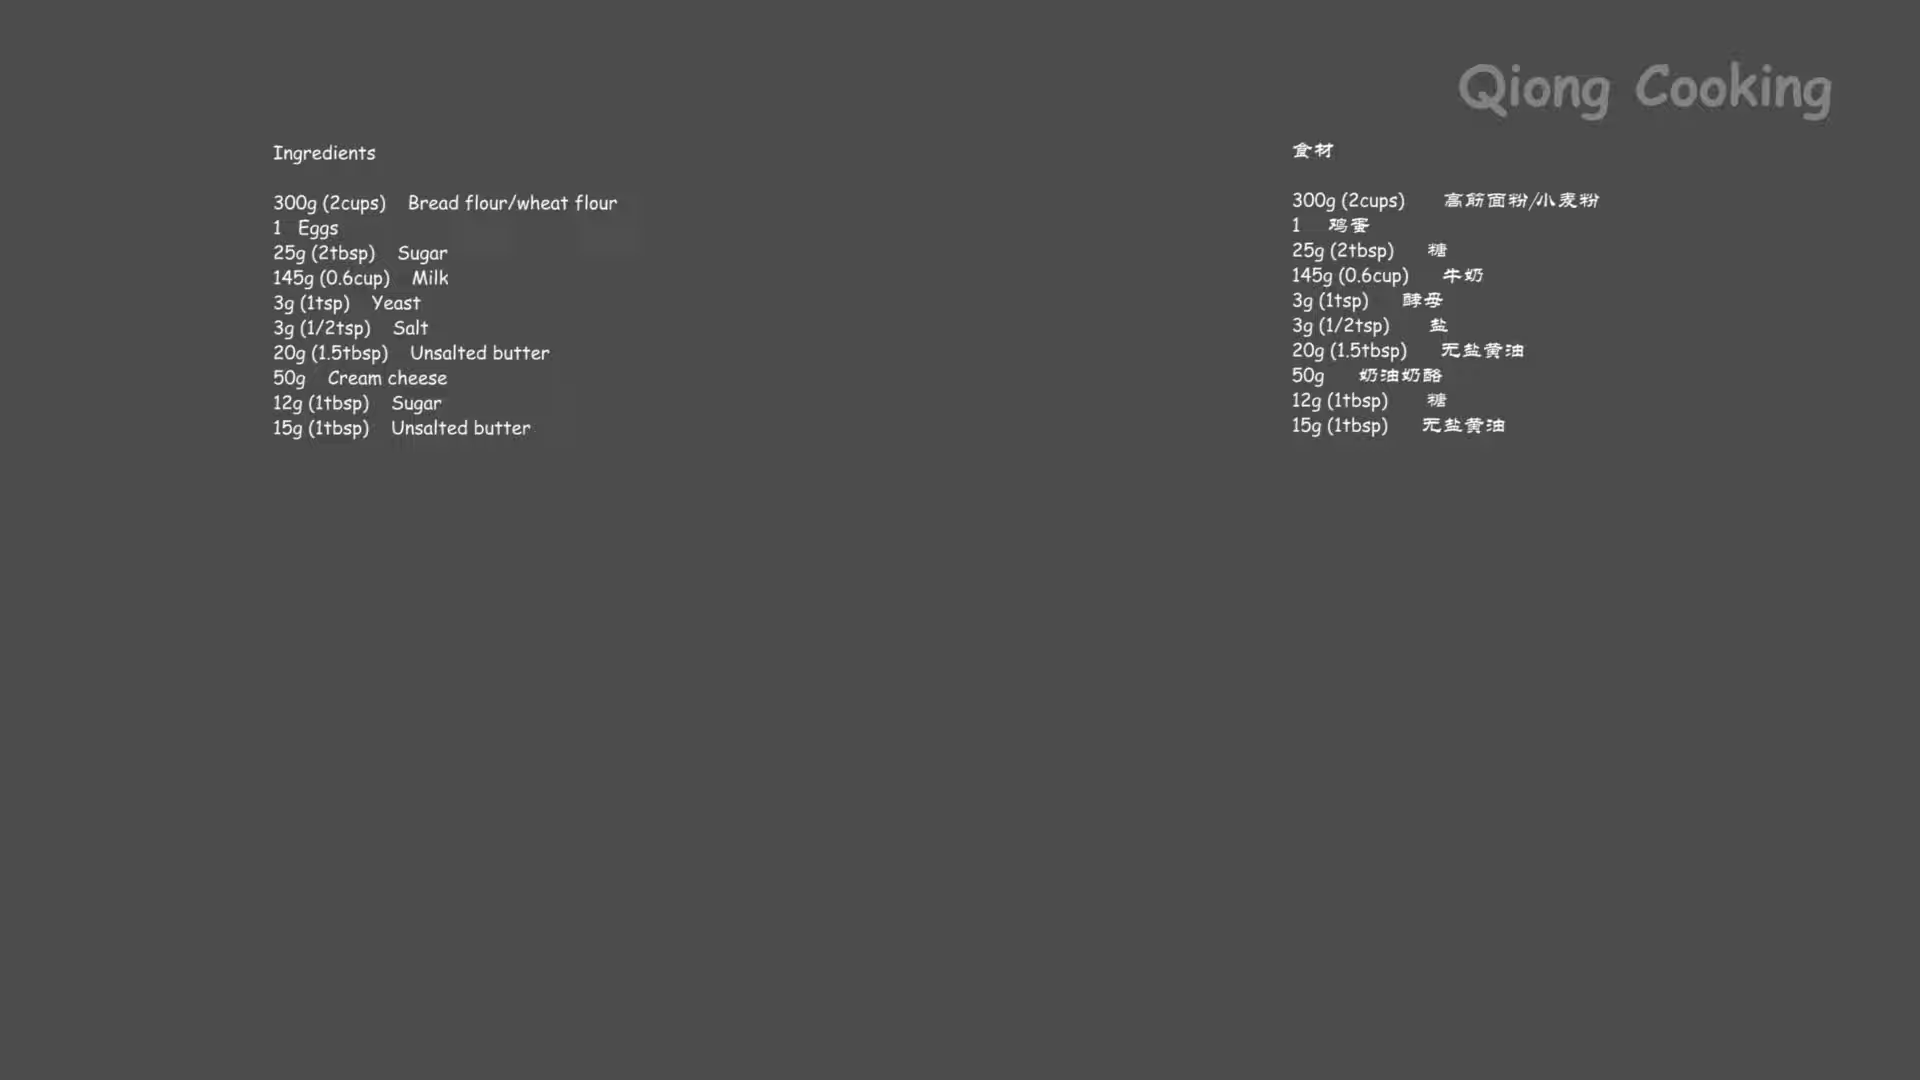 Qiong Cooking
Ingredients
300g (2cups) Bread flour/wheat flour
1 Eggs
25g (2tbsp) Sugar
145g (0.6cup) Milk
3g (1tsp) Yeast
3g (1/2tsp) Salt
20g (1.5tbsp) Unsalted butter
50g Cream cheese
12g (1tbsp) Sugar
15g (1tbsp) Unsalted butter
食材
300g (2cups) 高筋面粉/小麦粉
1 鸡蛋
25g (2tbsp) 糖
145g (0.6cup) 牛奶
3g (1tsp) 酵母
3g (1/2tsp) 盐
20g (1.5tbsp) 无盐黄油
50g 奶油奶酪
12g (1tbsp) 糖
15g (1tbsp) 无盐黄油